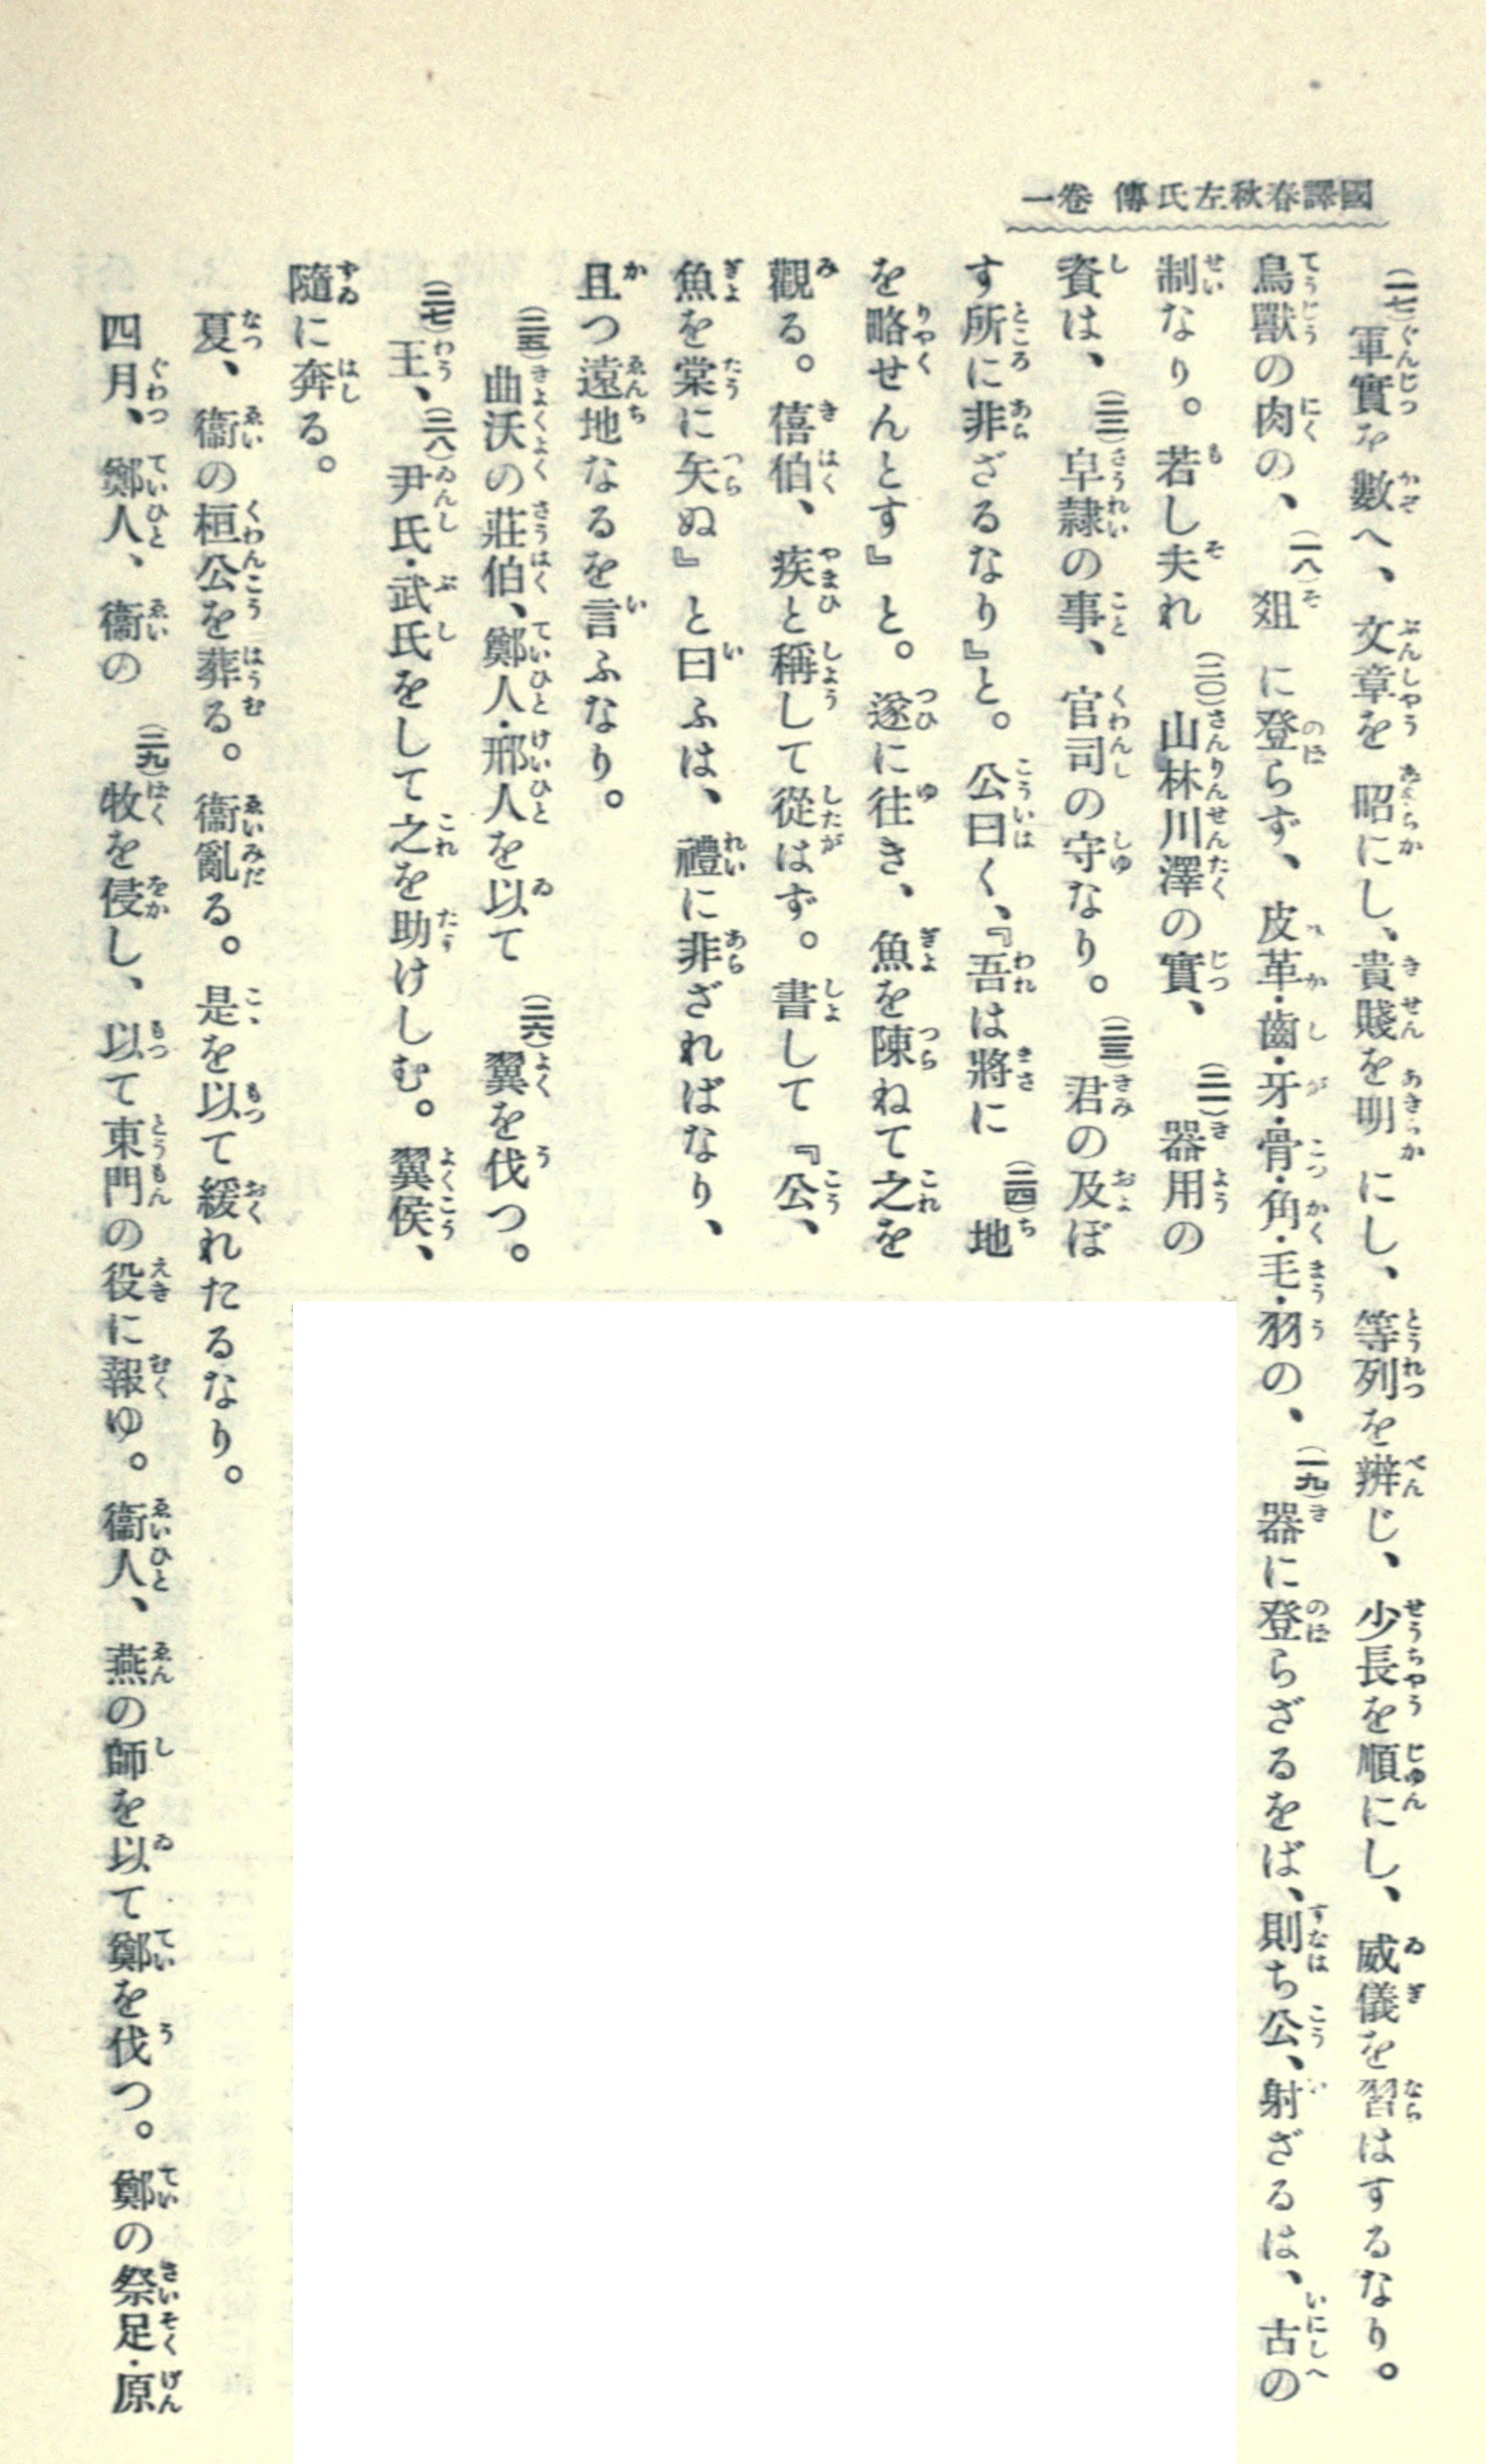 國譯春秋左氏傳 卷一
(一七)軍實を數へ、文章を昭にし、貴賤を明にし、等列を辨じ、少長を順にし、威儀を習はするなり。
鳥獸の肉の、(一八)俎に登らず、皮革・齒・牙・骨・角・毛・羽の、(一九)器に登らざるをば、則ち公、射ざるは、古の
制なり。若し夫れ(二〇)山林川澤の實、(二一)器用の
資は、(二二)皁隷の事、官司の守なり。(二三)君の及ぼ
す所に非ざるなり』と。公曰く、『吾は將に(二四)地
を略せんとす』と。遂に往き、魚を陳ねて之を
觀る。僖伯、疾と稱して從はず。書して『公、
魚を棠に矢ぬ』と曰ふは、禮に非ざればなり、
且つ遠地なるを言ふなり。
(二五)曲沃の莊伯、鄭人・邢人を以て(二六)翼を伐つ。
(二七)王、(二八)尹氏・武氏をして之を助けしむ。翼侯、
隨に奔る。
夏、衞の桓公を葬る。衞亂る。是を以て緩れたるなり。
四月、鄭人、衞の(二九)牧を侵し、以て東門の役に報ゆ。衞人、燕の師を以て鄭を伐つ。鄭の祭足・原